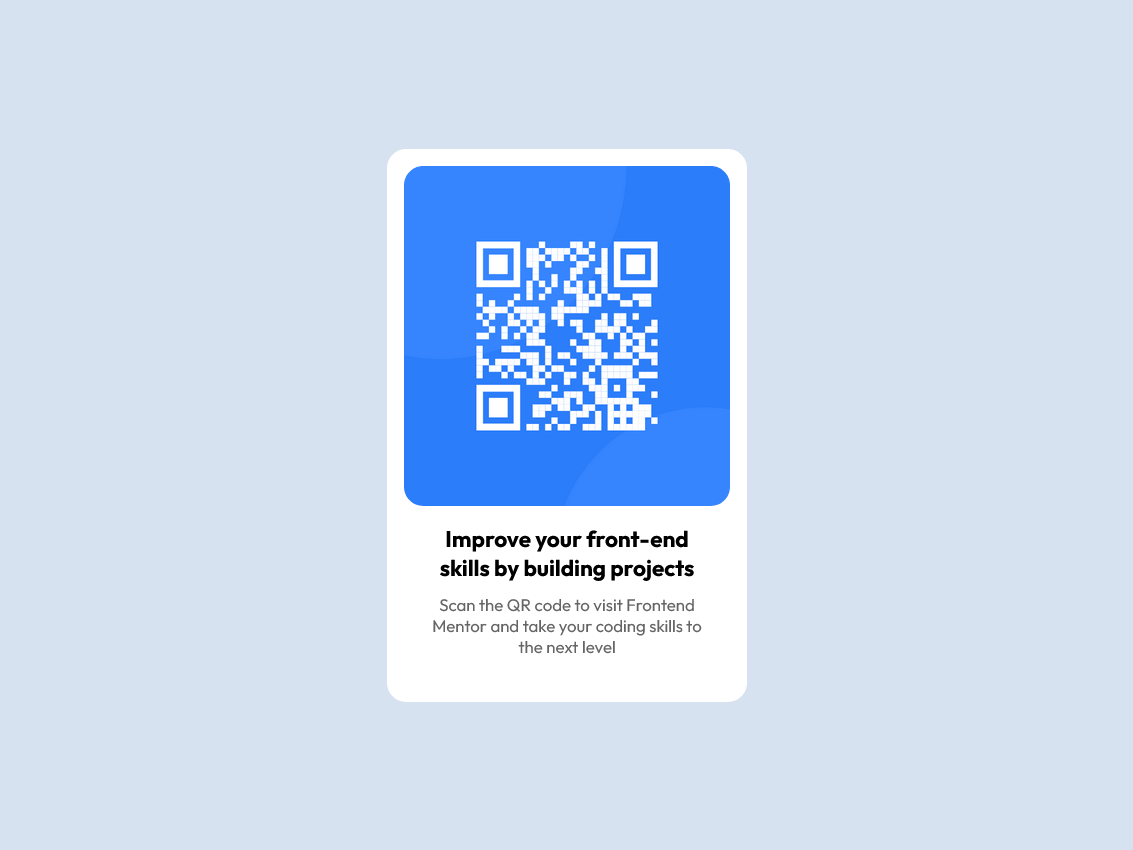 Improve your front-end
skills by building projects
Scan the QR code to visit Frontend
Mentor and take your coding skills to
the next level